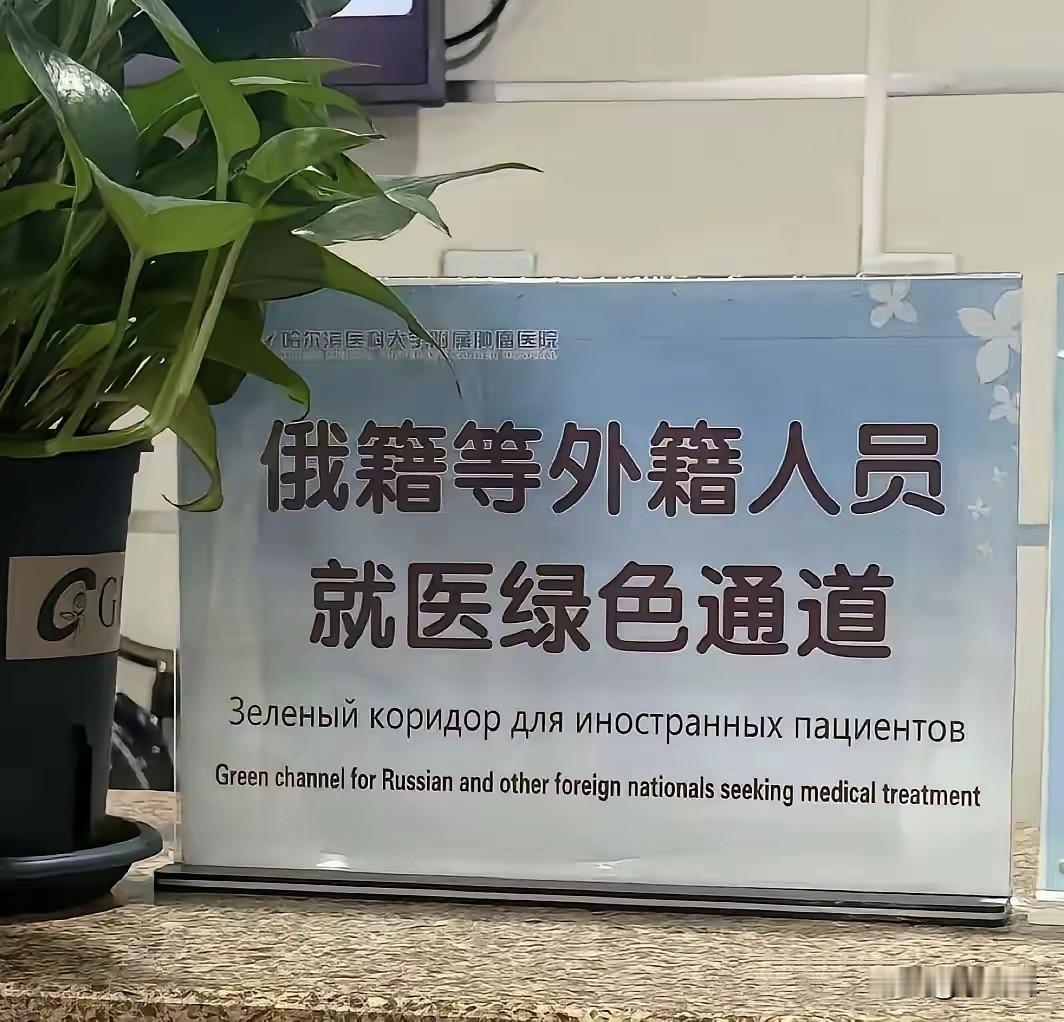 哈尔滨医科大学附属肿瘤医院
俄籍等外籍人员
就医绿色通道
Зеленый коридор для иностранных пациентов
Green channel for Russian and other foreign nationals seeking medical treatment